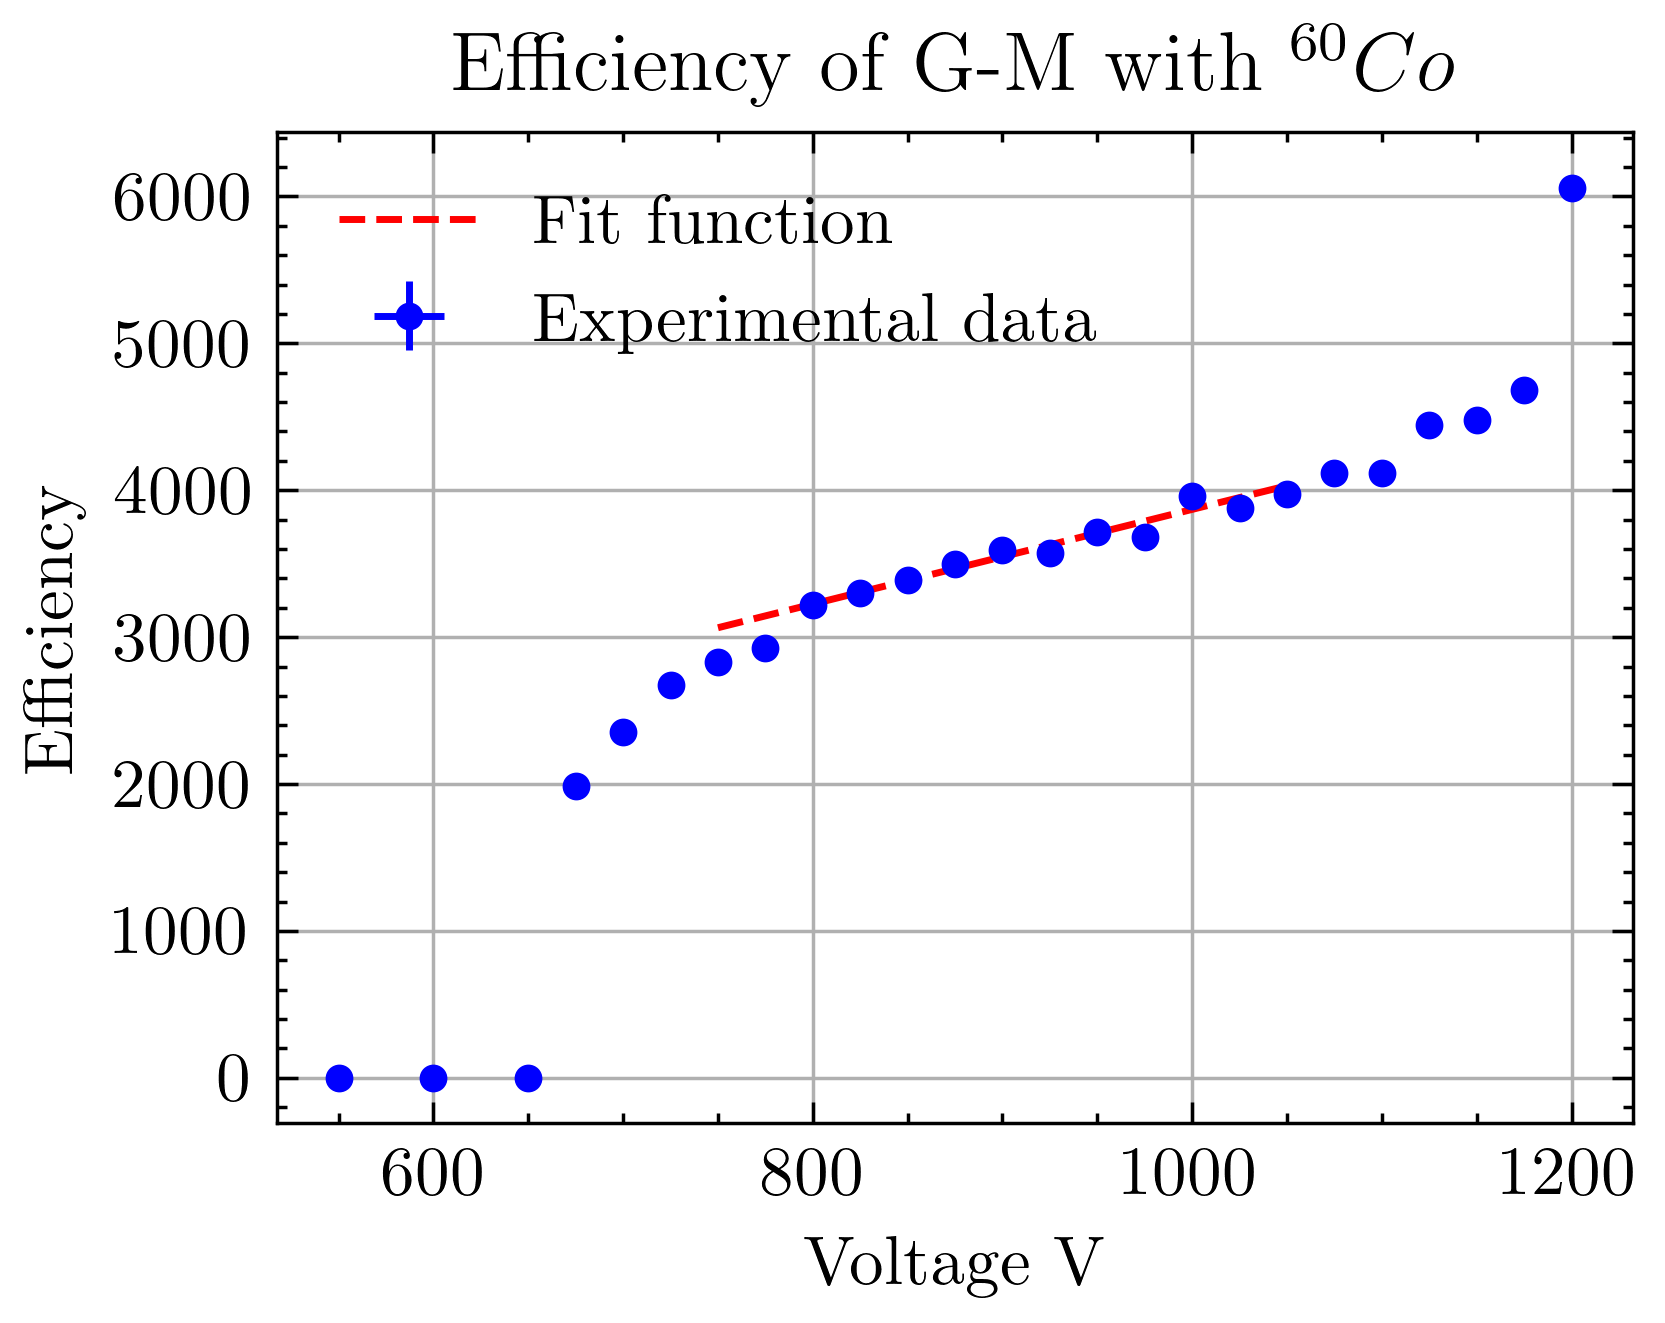 Efficiency of G-M with ⁶⁰Co
6000
5000
4000
3000
2000
1000
0
Efficiency
Fit function
Experimental data
600 800 1000 1200
Voltage V